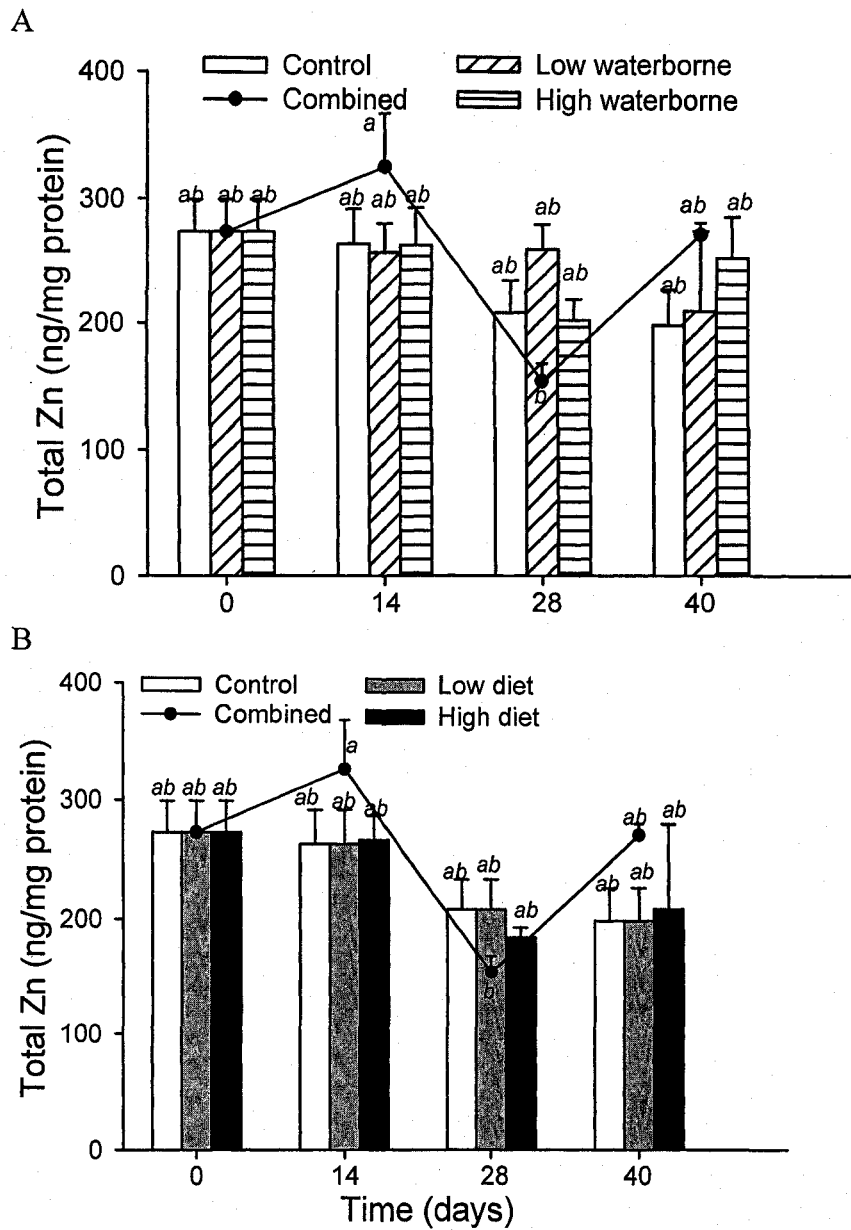 A
400 Control Low waterborne
Combined High waterborne
a
300 ab ab ab ab ab ab ab ab ab ab
ab ab
200 ab
b
100
0
0 14 28 40
Total Zn (ng/mg protein)
B
400 Control Low diet
Combined High diet
a
300 ab ab ab ab ab ab ab ab
ab ab ab ab ab
200
b
100
0
0 14 28 40
Total Zn (ng/mg protein)
Time (days)